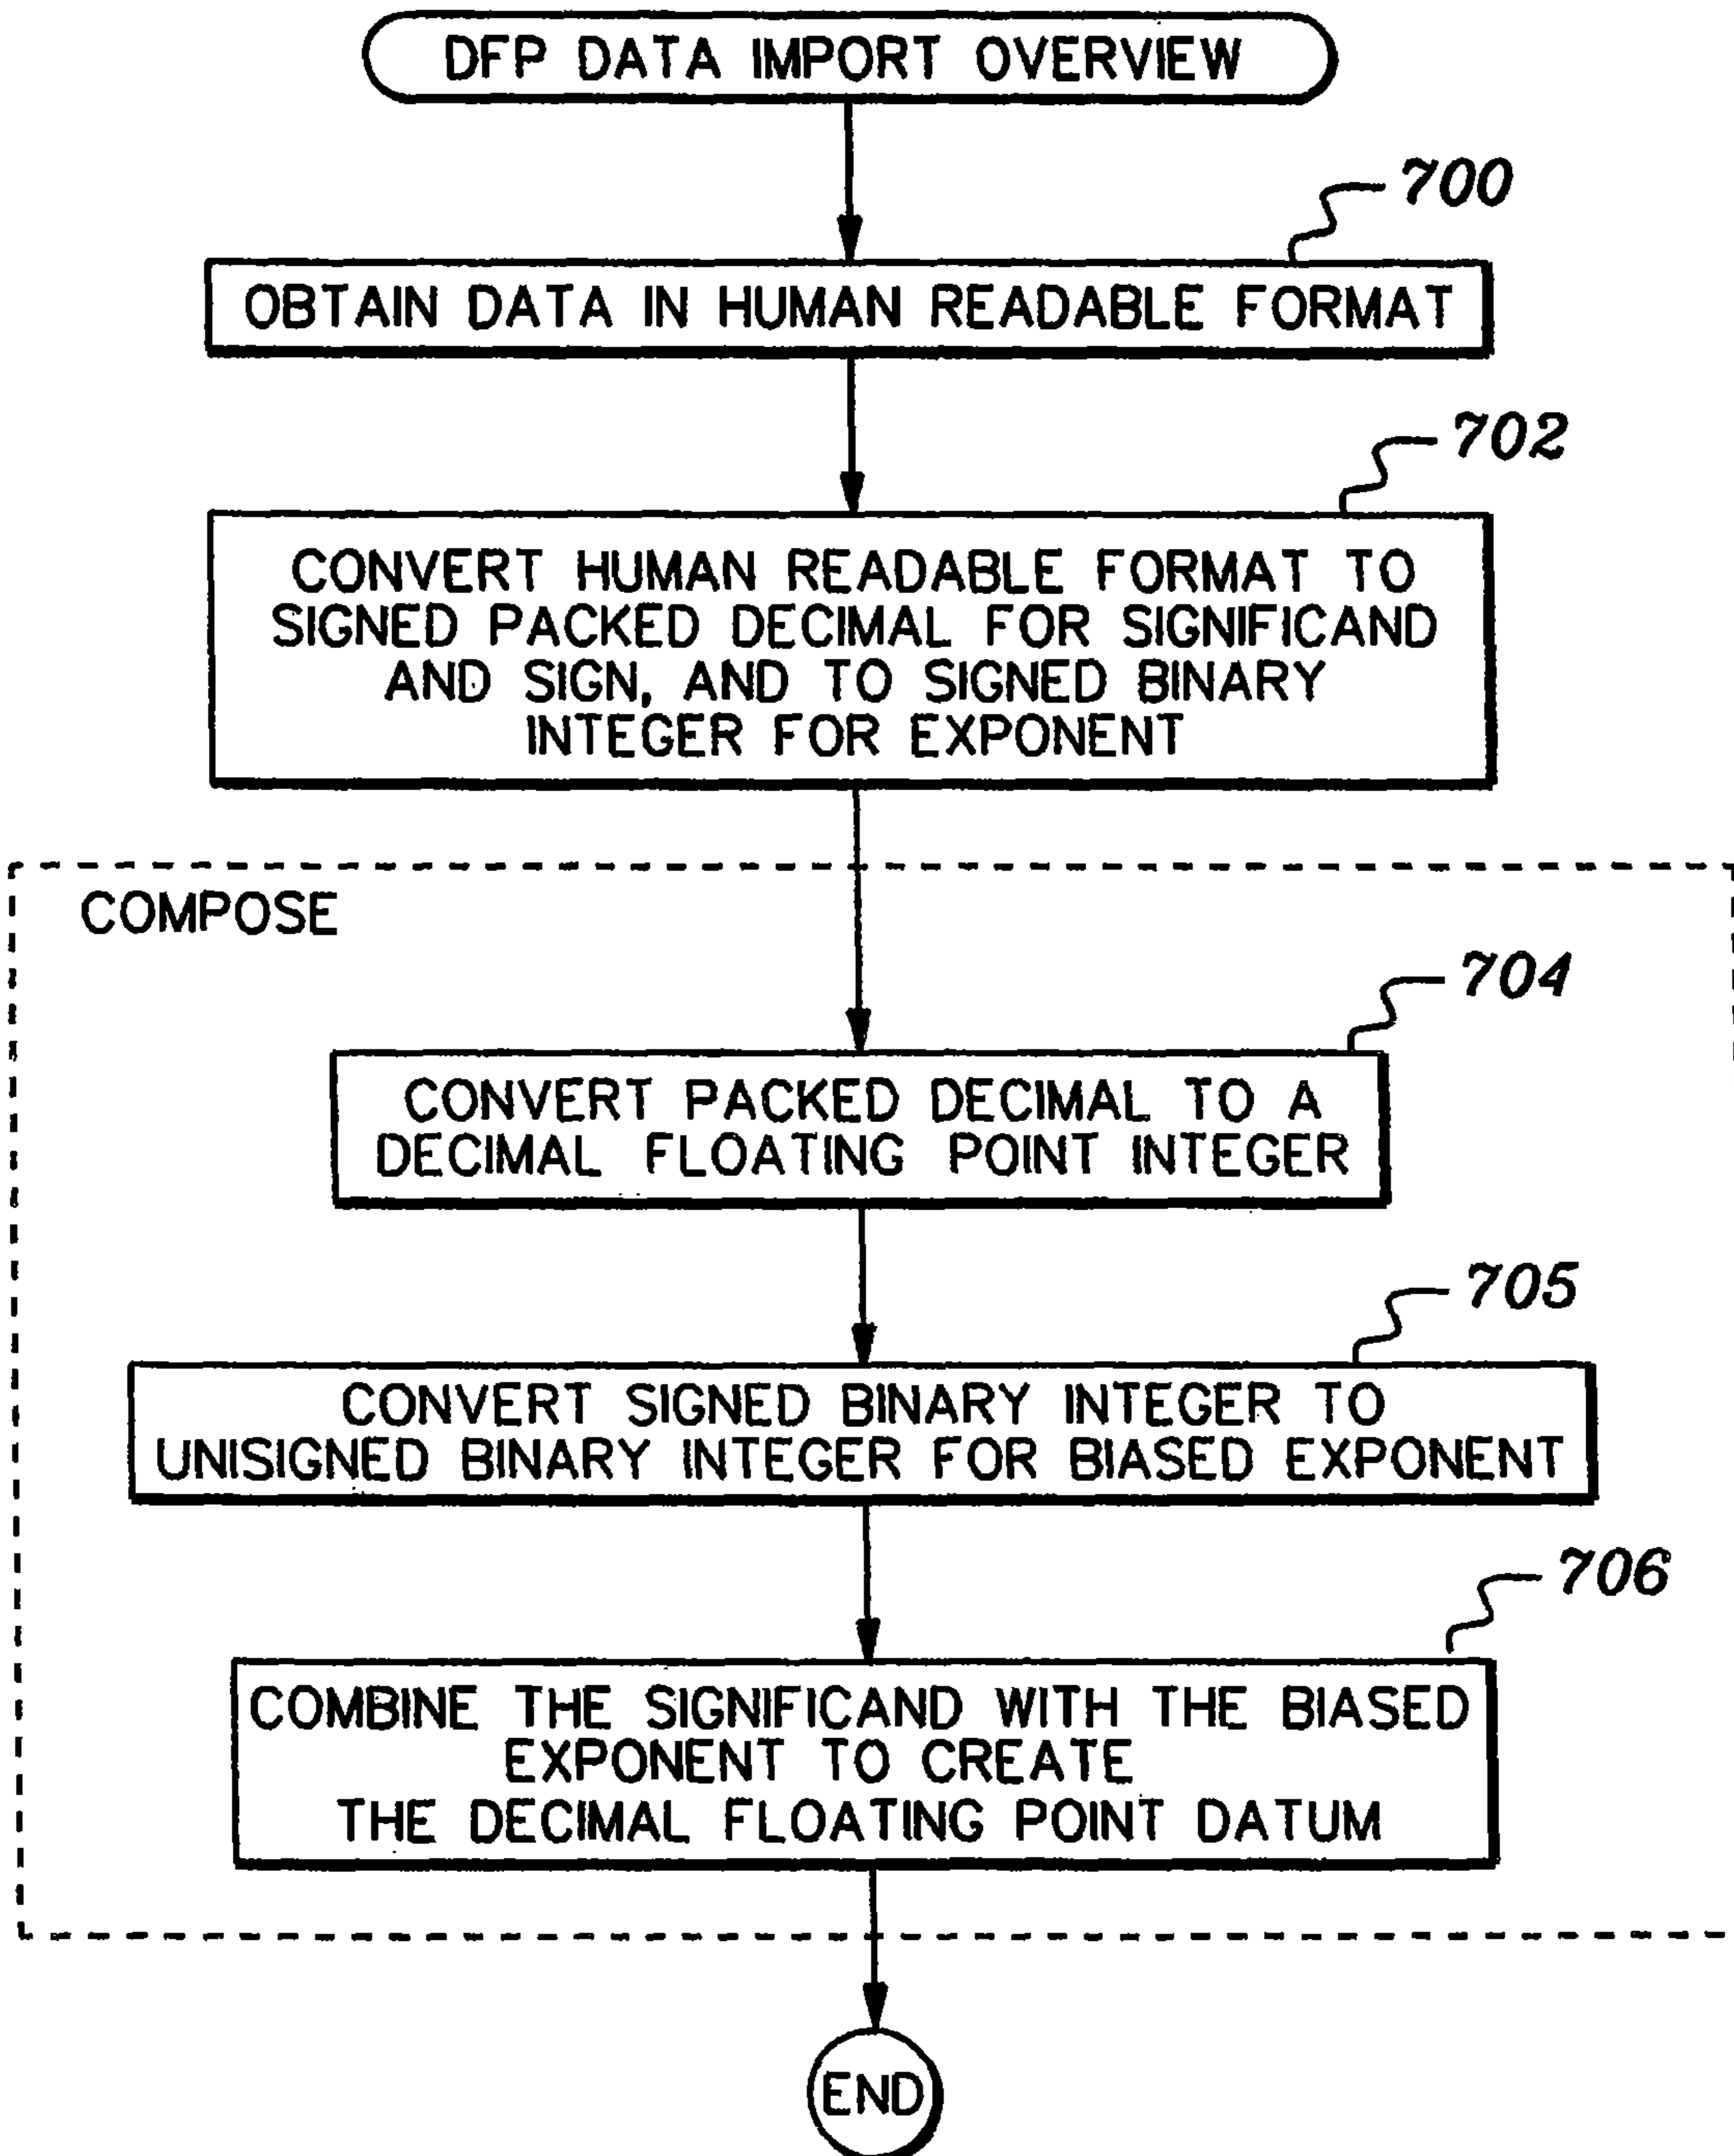 DFP DATA IMPORT OVERVIEW
700
OBTAIN DATA IN HUMAN READABLE FORMAT
702
CONVERT HUMAN READABLE FORMAT TO
SIGNED PACKED DECIMAL FOR SIGNIFICAND
AND SIGN, AND TO SIGNED BINARY
INTEGER FOR EXPONENT
COMPOSE
704
CONVERT PACKED DECIMAL TO A
DECIMAL FLOATING POINT INTEGER
705
CONVERT SIGNED BINARY INTEGER TO
UNISIGNED BINARY INTEGER FOR BIASED EXPONENT
706
COMBINE THE SIGNIFICAND WITH THE BIASED
EXPONENT TO CREATE
THE DECIMAL FLOATING POINT DATUM
END